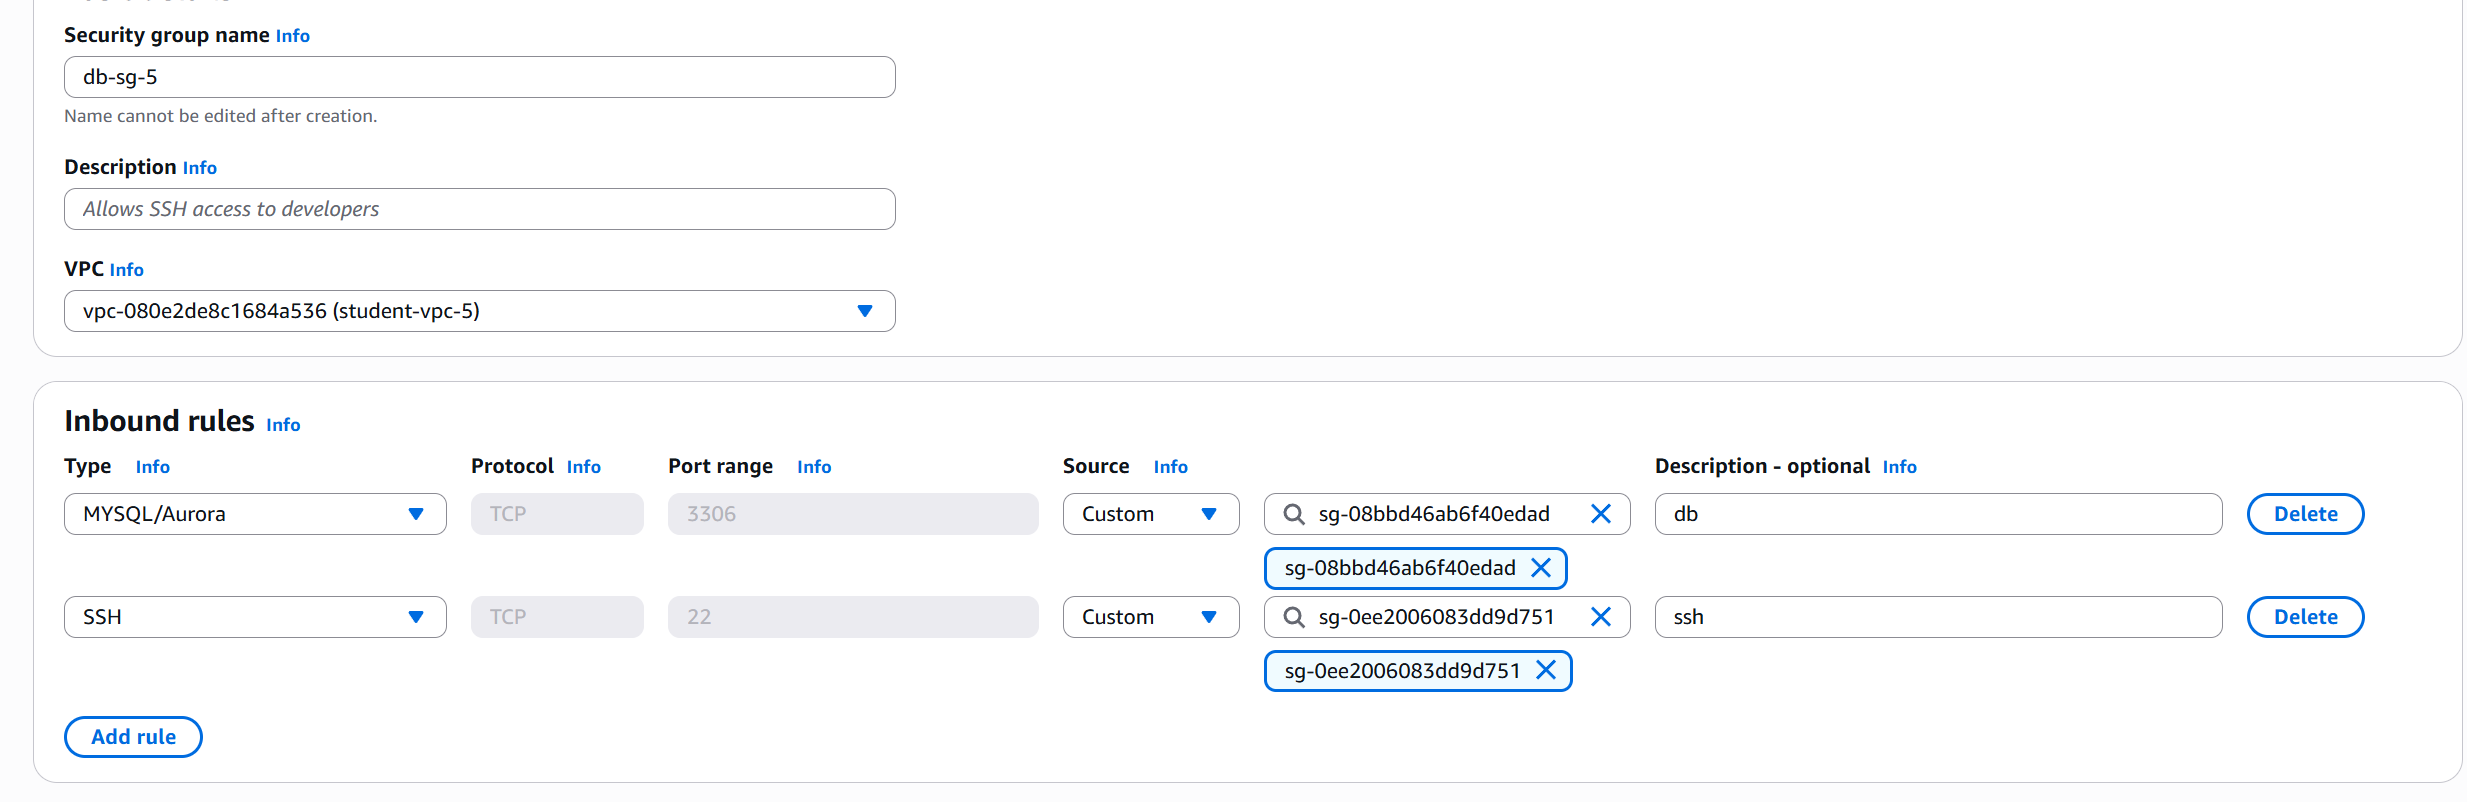 Security group name Info
db-sg-5
Name cannot be edited after creation.
Description Info
Allows SSH access to developers
VPC Info
vpc-080e2de8c1684a536 (student-vpc-5)
Inbound rules Info
Type Info Protocol Info Port range Info Source Info Description - optional Info
MYSQL/Aurora TCP 3306 Custom sg-08bbd46ab6f40edad db Delete
sg-08bbd46ab6f40edad
SSH TCP 22 Custom sg-0ee2006083dd9d751 ssh Delete
sg-0ee2006083dd9d751
Add rule